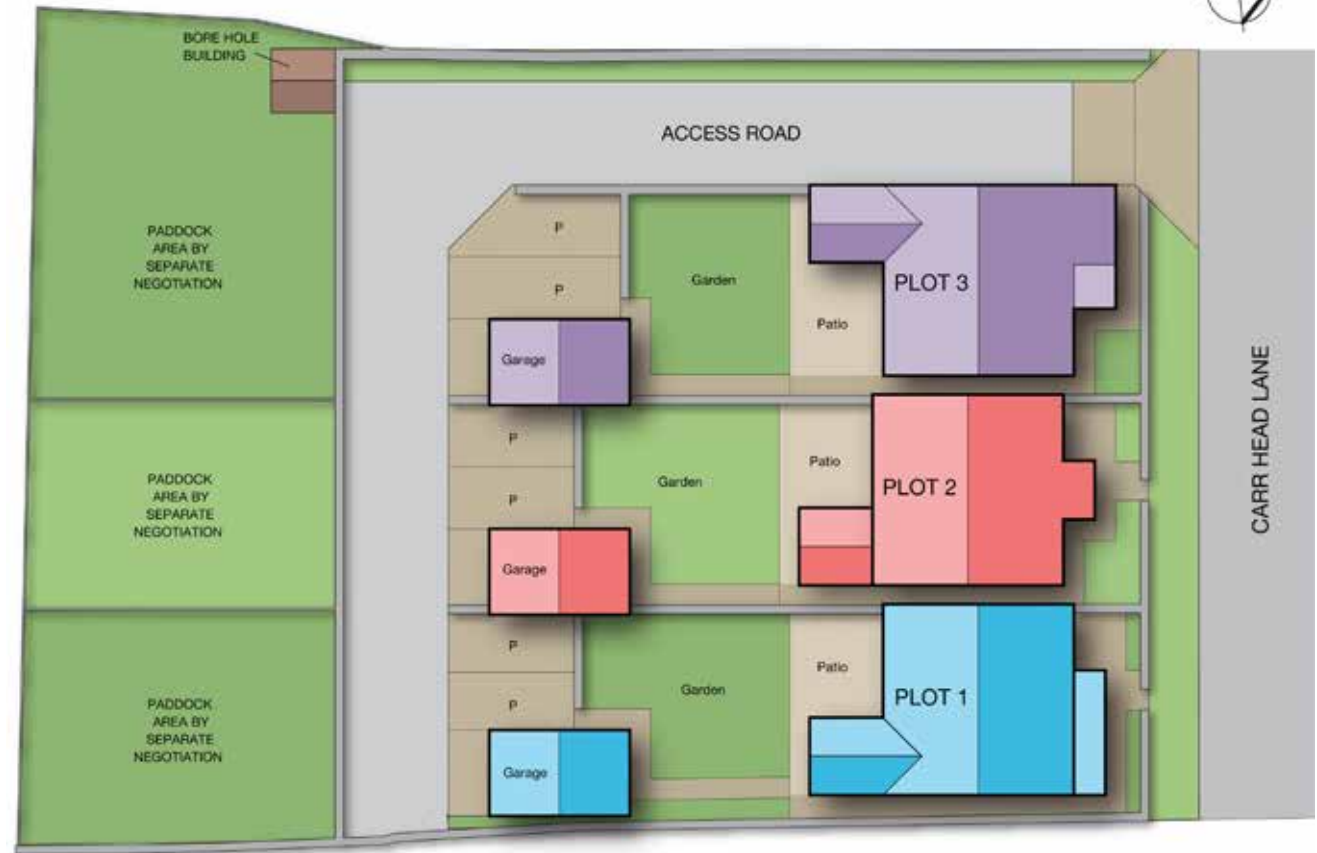 BORE HOLE
BUILDING
ACCESS ROAD
PADDOCK
AREA BY
SEPARATE
NEGOTIATION
P
P
Garden
Patio
PLOT 3
Garage
CARR HEAD LANE
P
P
Garden
Patio
PLOT 2
Garage
PADDOCK
AREA BY
SEPARATE
NEGOTIATION
P
P
Garden
Patio
PLOT 1
Garage
PADDOCK
AREA BY
SEPARATE
NEGOTIATION